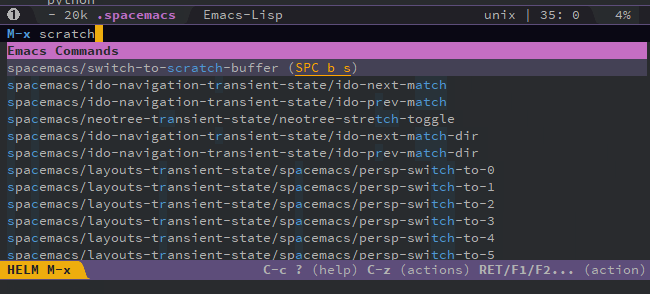 python
1 - 20k .spacemacs Emacs-Lisp unix | 35: 0 4%
M-x scratch
Emacs Commands
spacemacs/switch-to-scratch-buffer (SPC b s)
spacemacs/ido-navigation-transient-state/ido-next-match
spacemacs/ido-navigation-transient-state/ido-prev-match
spacemacs/neotree-transient-state/neotree-stretch-toggle
spacemacs/ido-navigation-transient-state/ido-next-match-dir
spacemacs/ido-navigation-transient-state/ido-prev-match-dir
spacemacs/layouts-transient-state/spacemacs/persp-switch-to-0
spacemacs/layouts-transient-state/spacemacs/persp-switch-to-1
spacemacs/layouts-transient-state/spacemacs/persp-switch-to-2
spacemacs/layouts-transient-state/spacemacs/persp-switch-to-3
spacemacs/layouts-transient-state/spacemacs/persp-switch-to-4
spacemacs/layouts-transient-state/spacemacs/persp-switch-to-5
HELM M-x C-c ? (help) C-z (actions) RET/F1/F2... (action)